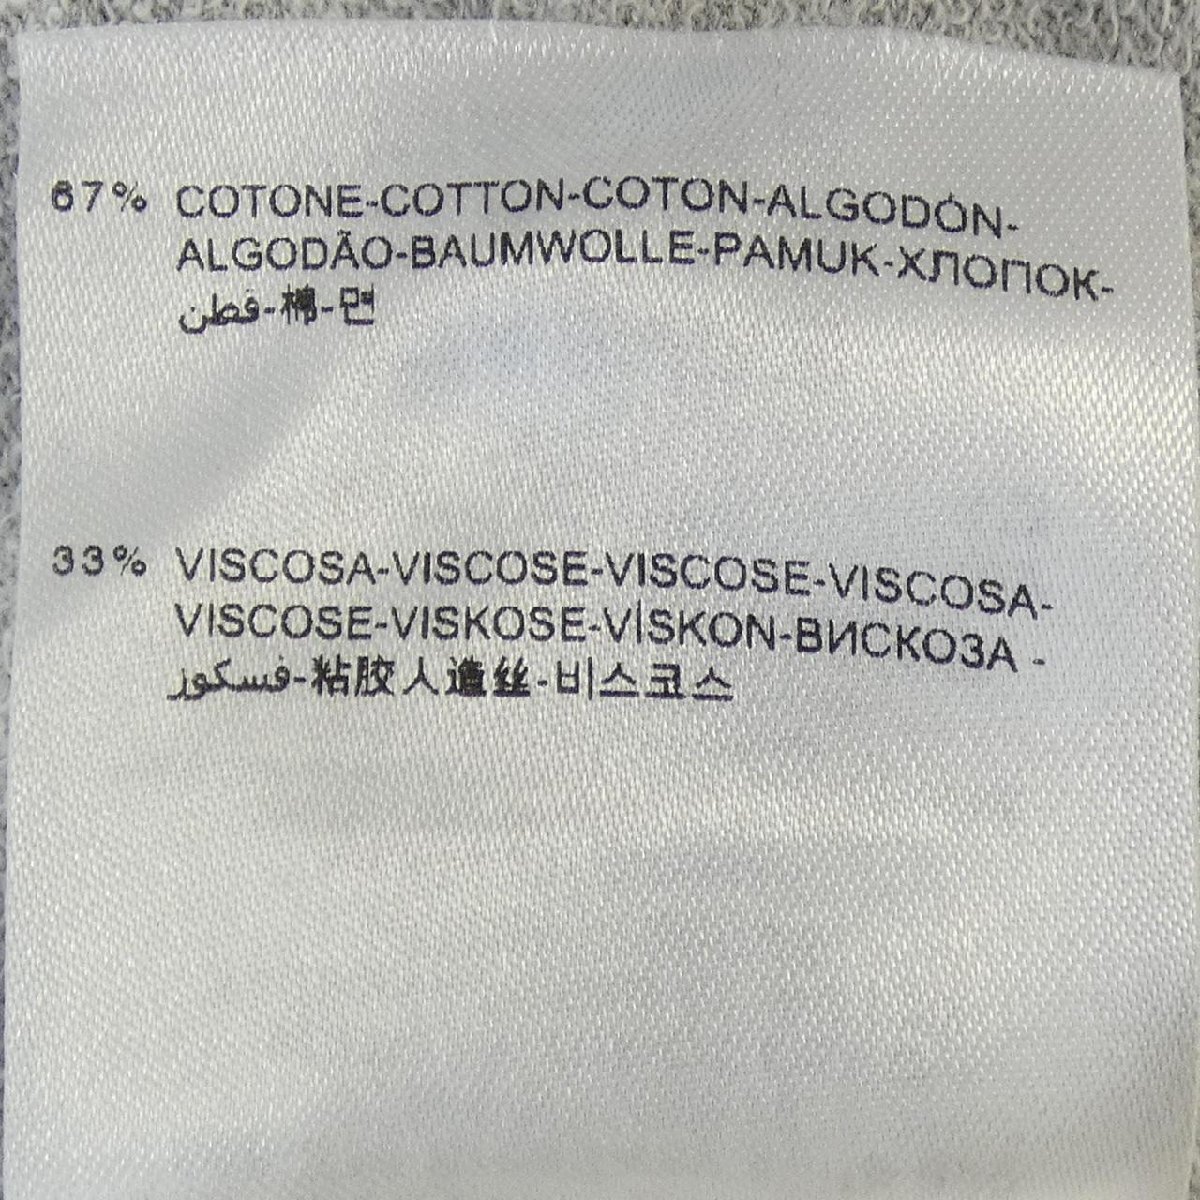 67% COTONE-COTTON-COTON-ALGODÓN-
ALGODÃO-BAUMWOLLE-PAMUK-ХЛОПОК-
قطن-棉-면
33% VISCOSA-VISCOSE-VISCOSE-VISCOSA-
VISCOSE-VISKOSE-VİSKON-ВИСКОЗА -
فسكوز-粘胶人造丝-비스코스